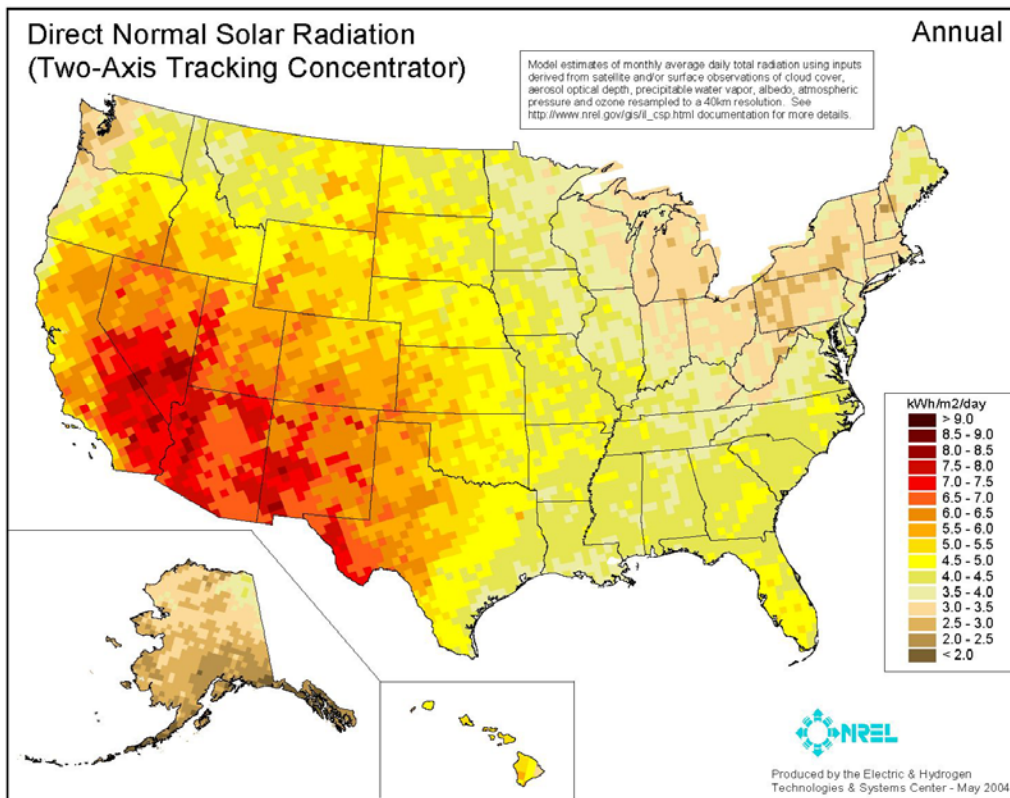 Direct Normal Solar Radiation
(Two-Axis Tracking Concentrator)
Annual
Model estimates of monthly average daily total radiation using inputs
derived from satellite and/or surface observations of cloud cover,
aerosol optical depth, precipitable water vapor, albedo, atmospheric
pressure and ozone resampled to a 40km resolution. See
http://www.nrel.gov/gis/il_csp.html documentation for more details.
kWh/m2/day
> 9.0
8.5 - 9.0
8.0 - 8.5
7.5 - 8.0
7.0 - 7.5
6.5 - 7.0
6.0 - 6.5
5.5 - 6.0
5.0 - 5.5
4.5 - 5.0
4.0 - 4.5
3.5 - 4.0
3.0 - 3.5
2.5 - 3.0
2.0 - 2.5
< 2.0
NREL
Produced by the Electric & Hydrogen
Technologies & Systems Center - May 2004